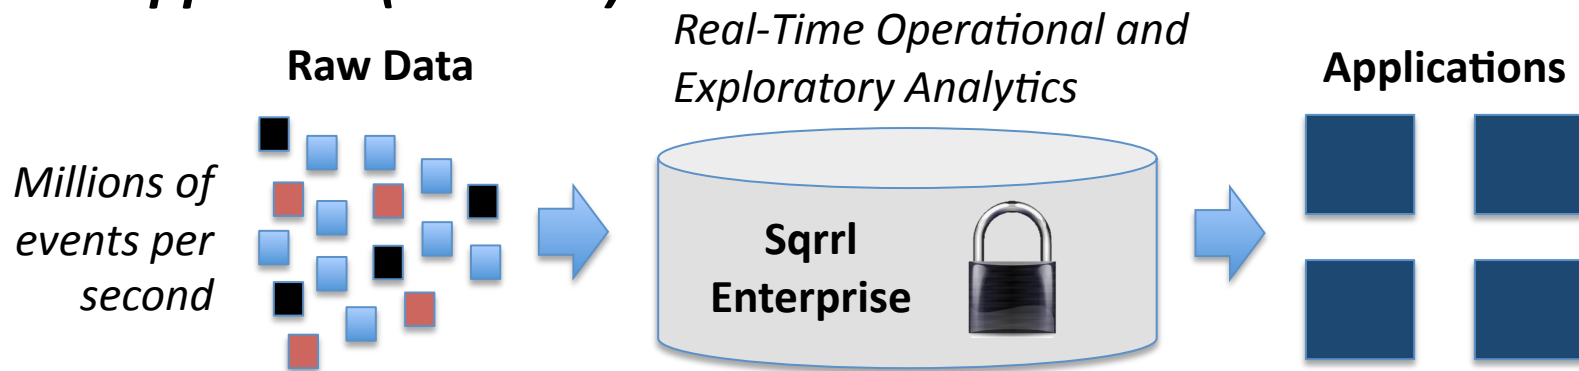 Raw Data
Real-Time Operational and
Exploratory Analytics
Applications
Millions of
events per
second
Sqrrl
Enterprise